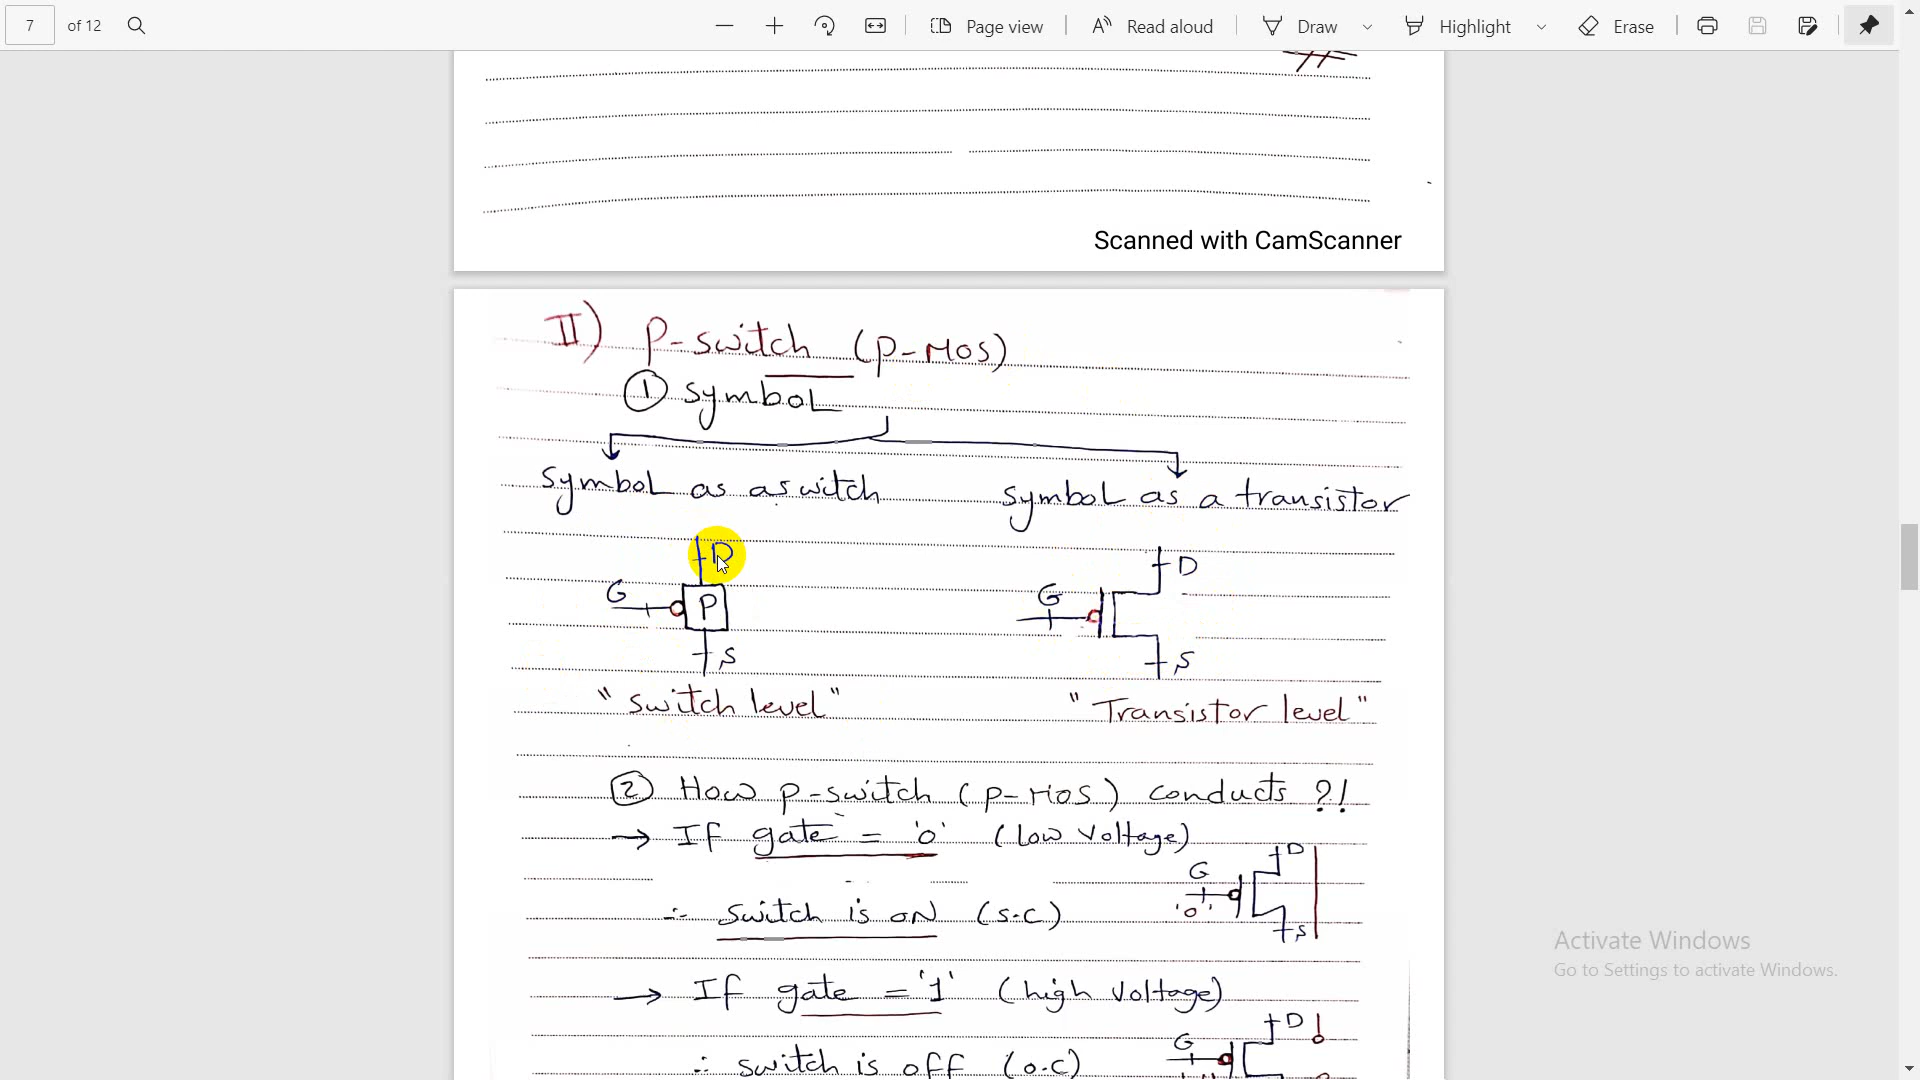 7 of 12 Page view Read aloud Draw Highlight Erase
Scanned with CamScanner
II) P-switch (P-MOS)
① symbol
symbol as a switch symbol as a transistor
D D
G P G
S S
"switch level" "Transistor level"
② How p-switch (p-MOS) conducts ?!
→ If gate = '0' (low voltage)
D
G
'0'
∴ switch is ON (s.c)
S
→ If gate = '1' (high voltage)
D
G
∴ switch is off (o.c)
Activate Windows
Go to Settings to activate Windows.